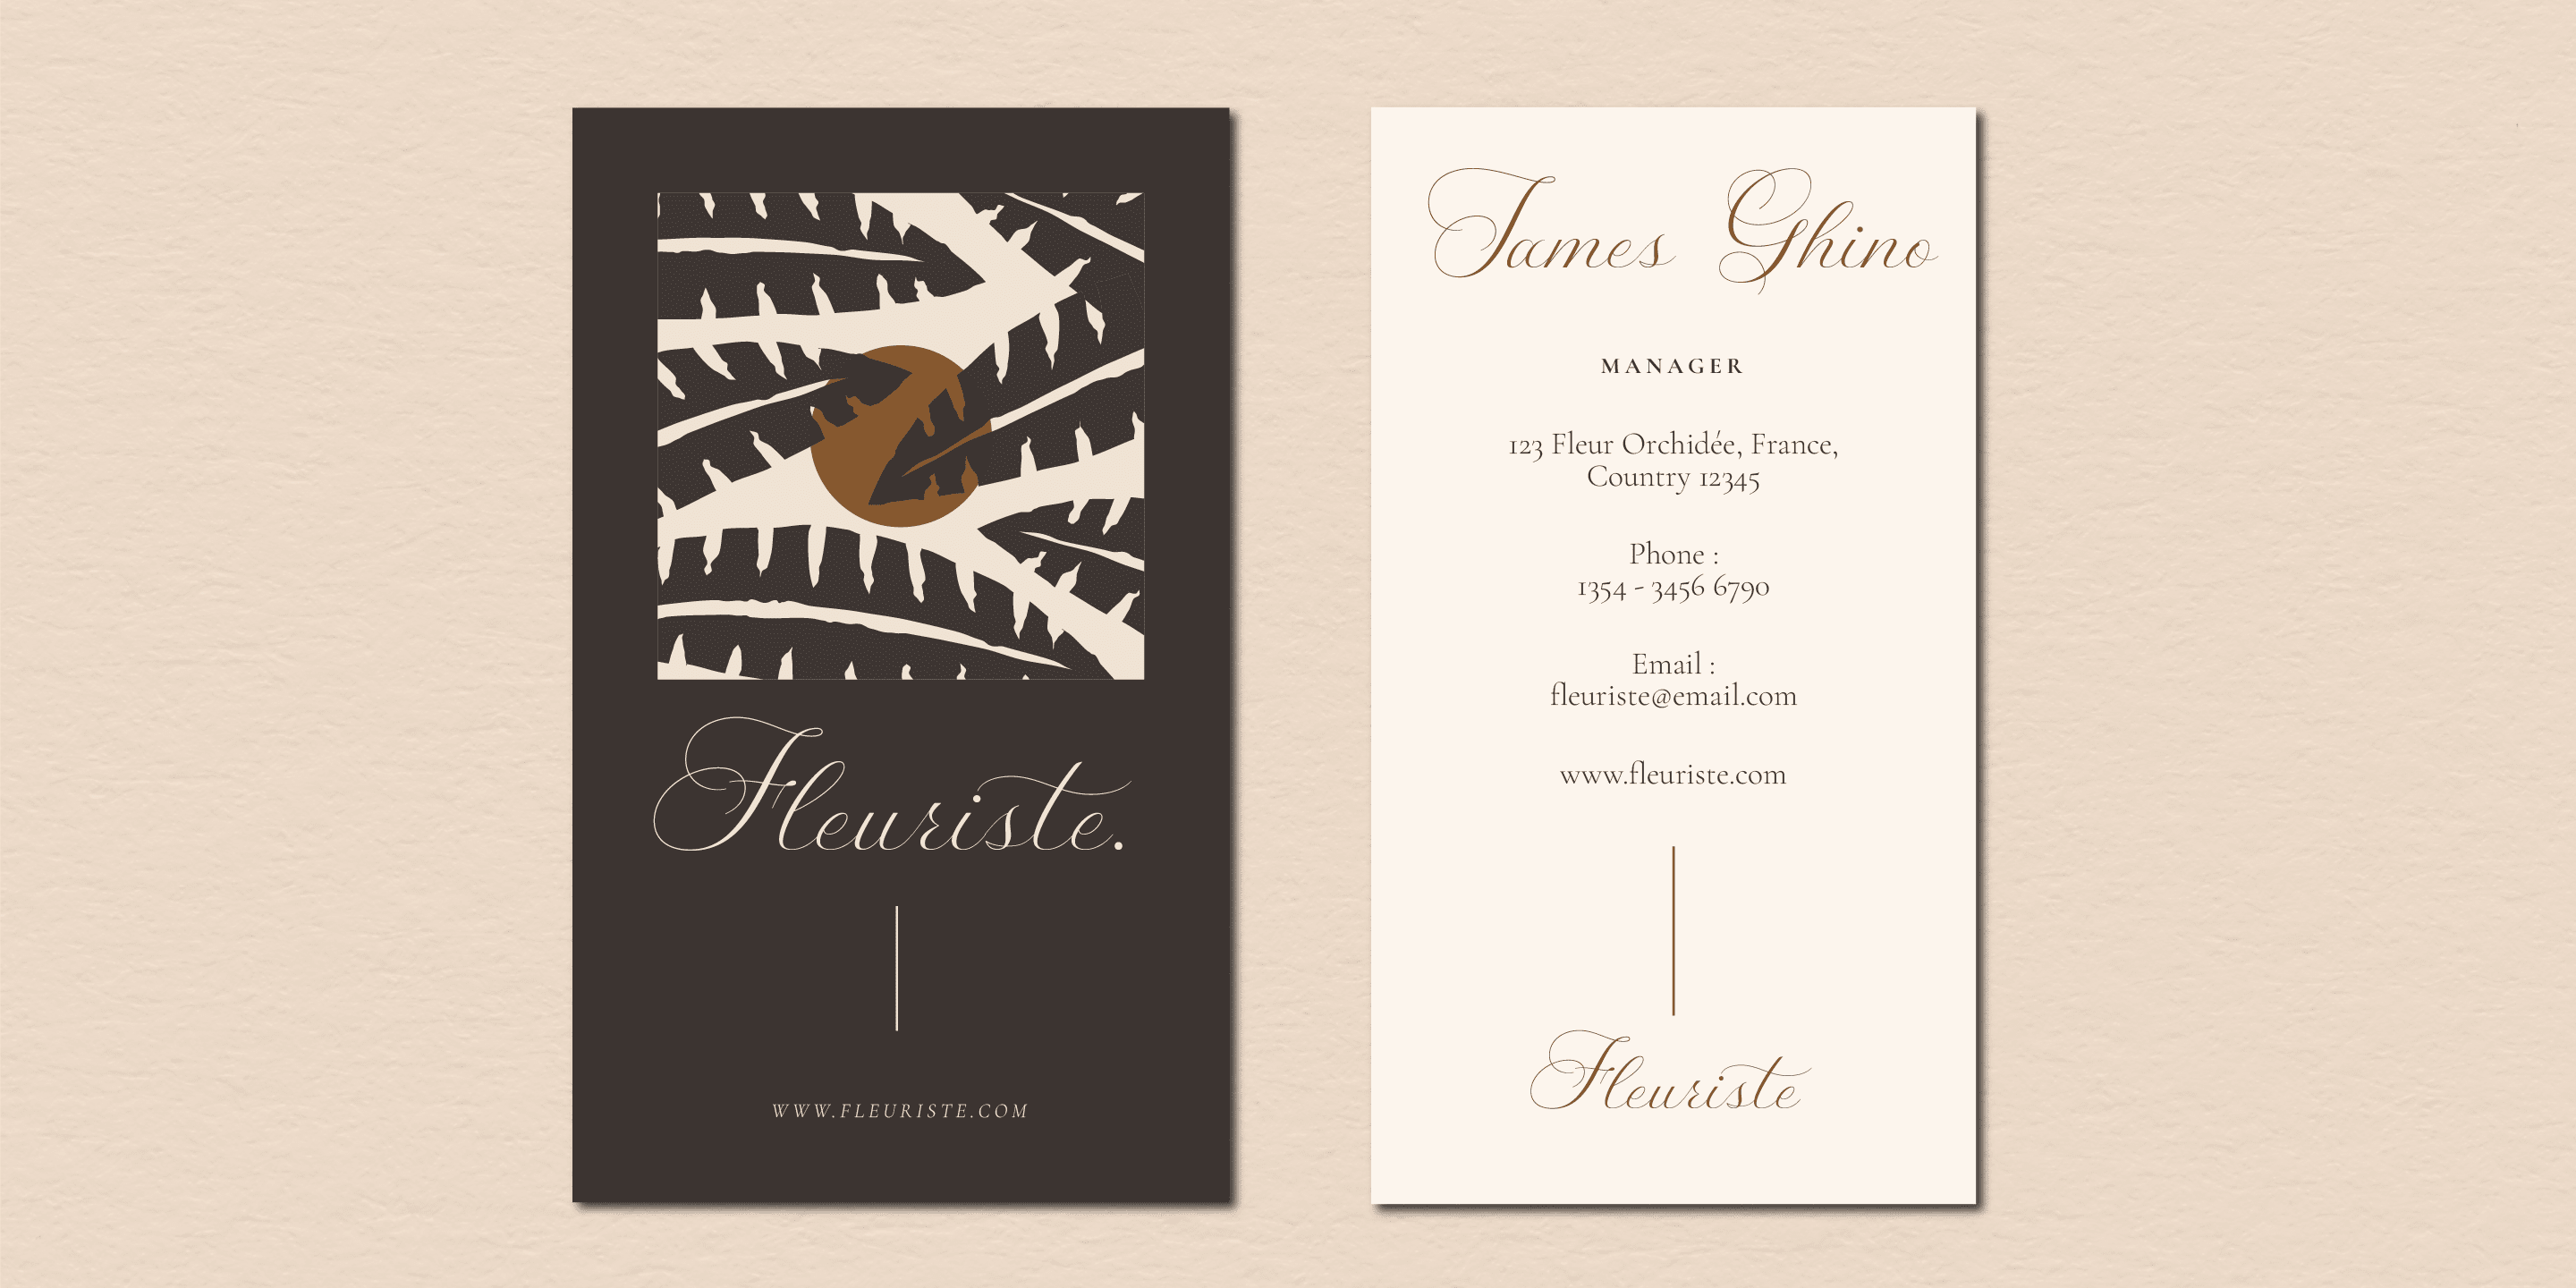 Fleuriste.
WWW.FLEURISTE.COM
James Ghino
MANAGER
123 Fleur Orchidée, France,
Country 12345
Phone :
1354 - 3456 6790
Email :
fleuriste@email.com
www.fleuriste.com
Fleuriste